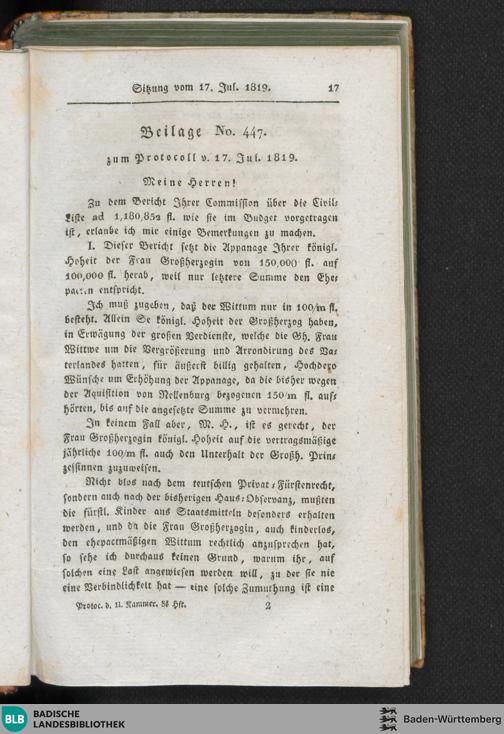 Sitzung vom 17. Jul. 1819. 17
Beilage No. 447.
zum Protocoll v. 17. Jul. 1819.
Meine Herren!
Zu dem Bericht Ihrer Commission über die Civil-
liste ad 1,180,852 fl. wie sie im Budget vorgetragen
ist, erlaube ich mir einige Bemerkungen zu machen.
I. Dieser Bericht setzt die Appanage Ihrer königl.
Hoheit der Frau Großherzogin von 150,000 fl. auf
100,000 fl. herab, weil nur letztere Summe den Ehe-
pacten entspricht.
Ich muß zugeben, daß der Wittum nur in 100/m fl.
besteht. Allein Se königl. Hoheit der Großherzog haben,
in Erwägung der großen Verdienste, welche die Gh. Frau
Wittwe um die Vergrößerung und Arrondirung des Va-
terlandes hatten, für äußerst billig gehalten, Hochdero
Wünsche um Erhöhung der Appanage, da die bisher wegen
der Aquisition von Nellenburg bezogenen 150/m fl. auf-
hörten, bis auf die angesetzte Summe zu vermehren.
In keinem Fall aber, M. H., ist es gerecht, der
Frau Großherzogin königl. Hoheit auf die vertragsmäßige
jährliche 100/m fl. auch den Unterhalt der Großh. Prin-
zessinnen zuzuweisen.
Nicht blos nach dem teutschen Privat-Fürstenrecht,
sondern auch nach der bisherigen Haus-Observanz, mußten
die fürstl. Kinder aus Staatsmitteln besonders erhalten
werden, und da die Frau Großherzogin, auch kinderlos,
den ehepactmäßigen Wittum rechtlich anzusprechen hat,
so sehe ich durchaus keinen Grund, warum ihr, auf
solchen eine Last angewiesen werden will, zu der sie nie
eine Verbindlichkeit hat — eine solche Zumuthung ist eine
Protoc. d. II. Kammer. 8s Hft. 2
BLB BADISCHE
LANDESBIBLIOTHEK
Baden-Württemberg